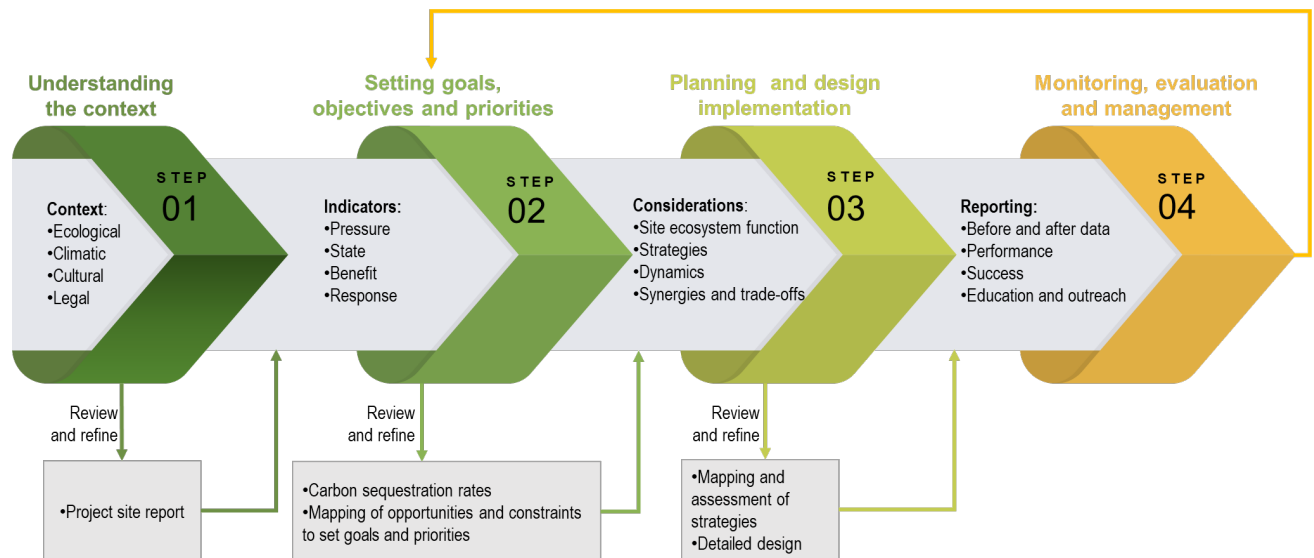 Understanding
the context
STEP
01
Context:
•Ecological
•Climatic
•Cultural
•Legal
Review
and refine
•Project site report
Setting goals,
objectives and priorities
STEP
02
Indicators:
•Pressure
•State
•Benefit
•Response
Review
and refine
•Carbon sequestration rates
•Mapping of opportunities and constraints
to set goals and priorities
Planning and design
implementation
STEP
03
Considerations:
•Site ecosystem function
•Strategies
•Dynamics
•Synergies and trade-offs
Review
and refine
•Mapping and
assessment of
strategies
•Detailed design
Monitoring, evaluation
and management
STEP
04
Reporting:
•Before and after data
•Performance
•Success
•Education and outreach